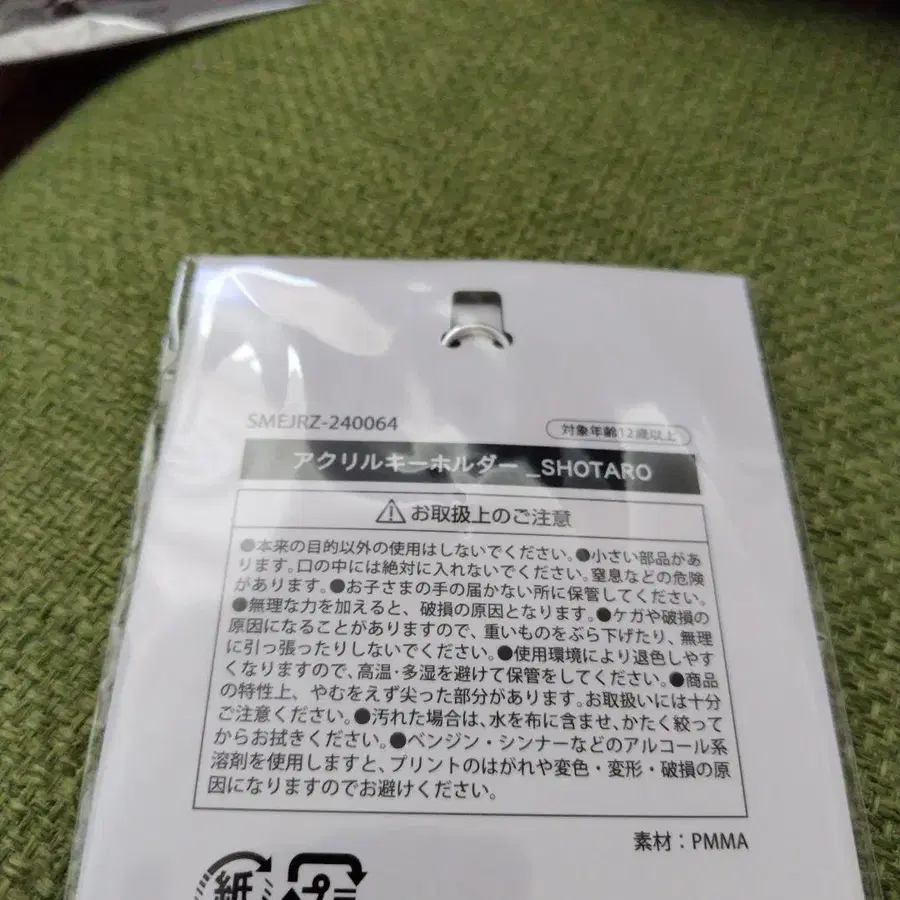 SMEJRZ-240064
対象年齢12歳以上
アクリルキーホルダー _SHOTARO
お取扱上のご注意
●本来の目的以外の使用はしないでください。●小さい部品があ
ります。口の中には絶対に入れないでください。窒息などの危険
があります。●お子さまの手の届かない所に保管してください。
●無理な力を加えると、破損の原因となります。●ケガや破損の
原因になることがありますので、重いものをぶら下げたり、無理
に引っ張ったりしないでください。●使用環境により退色しやす
くなりますので、高温・多湿を避けて保管をしてください。●商品
の特性上、やむをえず尖った部分があります。お取扱いには十分
ご注意ください。●汚れた場合は、水を布に含ませ、かたく絞って
からお拭きください。●ベンジン・シンナーなどのアルコール系
溶剤を使用しますと、プリントのはがれや変色・変形・破損の原
因になりますのでお避けください。
素材：PMMA
紙
プ